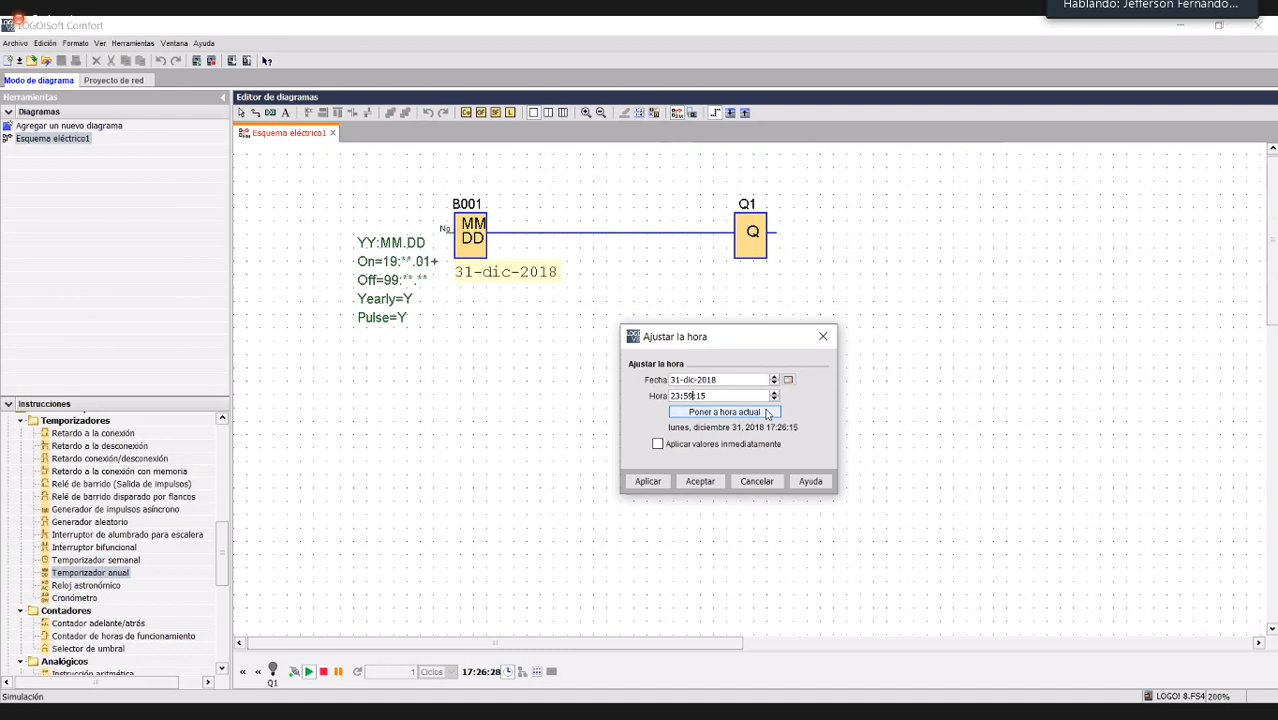 Hablando: Jefferson Fernando...
LOGO!Soft Comfort
Archivo Edición Formato Ver Herramientas Ventana Ayuda
Modo de diagrama Proyecto de red
Herramientas
Editor de diagramas
Diagramas
Agregar un nuevo diagrama
Esquema eléctrico1
Esquema eléctrico1
B001
Q1
No
MM
DD
Q
YY:MM.DD
On=19:**.01+
Off=99:**.**
Yearly=Y
Pulse=Y
31-dic-2018
Ajustar la hora
Ajustar la hora
Fecha 31-dic-2018
Hora 23:59:15
Poner a hora actual
lunes, diciembre 31, 2018 17:26:15
Aplicar valores inmediatamente
Aplicar Aceptar Cancelar Ayuda
Instrucciones
Temporizadores
Retardo a la conexión
Retardo a la desconexión
Retardo conexión/desconexión
Retardo a la conexión con memoria
Relé de barrido (Salida de impulsos)
Relé de barrido disparado por flancos
Generador de impulsos asíncrono
Generador aleatorio
Interruptor de alumbrado para escalera
Interruptor bifuncional
Temporizador semanal
Temporizador anual
Reloj astronómico
Cronómetro
Contadores
Contador adelante/atrás
Contador de horas de funcionamiento
Selector de umbral
Analógicos
Instrucción aritmética
1 Ciclos 17:26:28
Q1
Simulación
LOGO! 8.FS4 200%